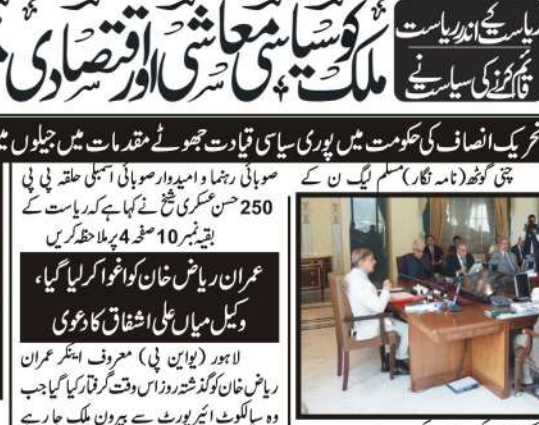 ریاست کے اندر ریاست
قائم کرنے کی سیاست نے
ملک کو سیاسی معاشی اور اقتصادی
تحریک انصاف کی حکومت میں پوری سیاسی قیادت جھوٹے مقدمات میں جیلوں میں
چنی گوٹھ (نامہ نگار) مسلم لیگ ن کے
صوبائی رہنما و امیدوار صوبائی اسمبلی حلقہ پی پی
250 حسن عسکری شیخ نے کہا ہے کہ ریاست کے
بقیہ نمبر 10 صفحہ 4 پر ملاحظہ کریں
عمران ریاض خان کو اغوا کر لیا گیا،
وکیل میاں علی اشفاق کا دعویٰ
لاہور (یو این پی) معروف اینکر عمران
ریاض خان کو گذشتہ روز اس وقت گرفتار کیا گیا جب
وہ سیالکوٹ ائیرپورٹ سے بیرون ملک جا رہے